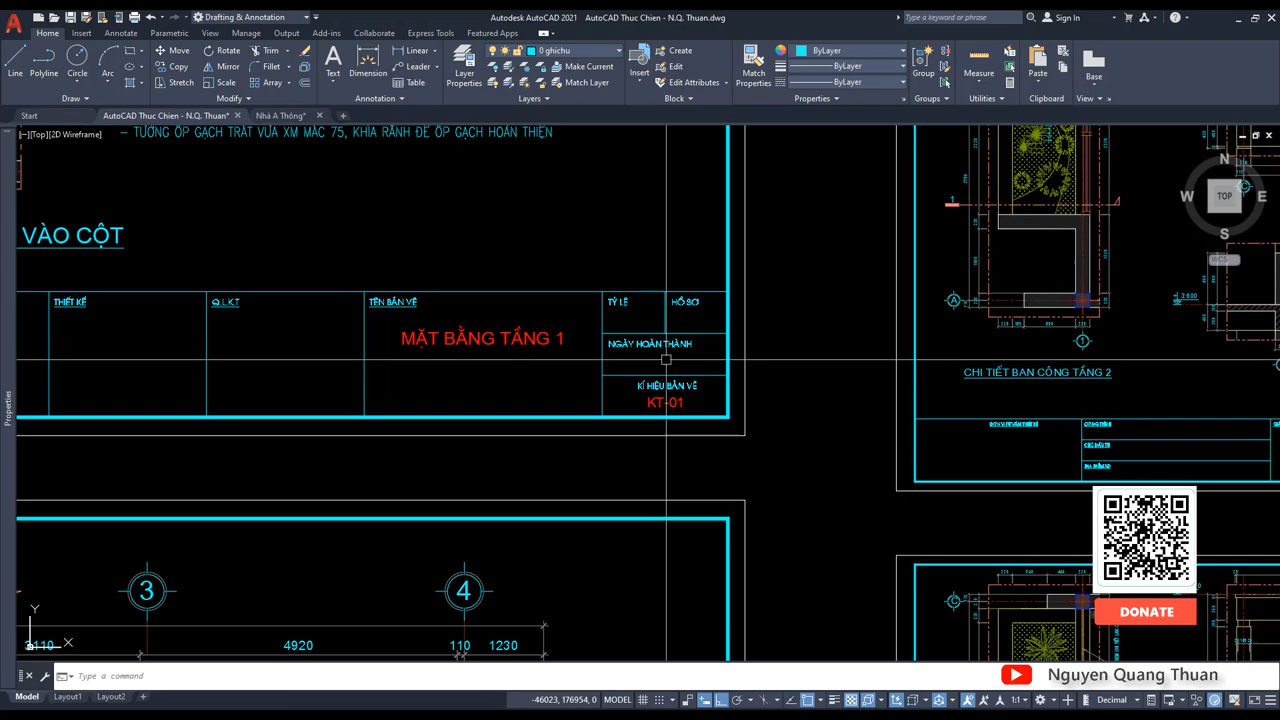 Drafting & Annotation
Autodesk AutoCAD 2021 AutoCAD Thuc Chien - N.Q. Thuan.dwg
Type a keyword or phrase
Sign In
Home Insert Annotate Parametric View Manage Output Add-ins Collaborate Express Tools Featured Apps
Line Polyline Circle Arc
Move Rotate Trim
Copy Mirror Fillet
Stretch Scale Array
Text Dimension
Linear
Leader
Table
Layer Properties
0 ghichu
Make Current
Match Layer
Insert
Create
Edit
Edit Attributes
Match Properties
ByLayer
ByLayer
ByLayer
Group Measure Paste Base
Draw Modify Annotation Layers Block Properties Groups Utilities Clipboard View
Start AutoCAD Thuc Chien - N.Q. Thuan* Nhà A Thông*
[-][Top][2D Wireframe]
- TƯỜNG ỐP GẠCH TRÁT VỮA XM MÁC 75, KHÍA RÃNH ĐỂ ỐP GẠCH HOÀN THIỆN
N
W TOP E
S
Properties
VÀO CỘT
THIẾT KẾ
Q.L.K.T
TÊN BẢN VẼ
TỶ LỆ
HỒ SƠ
MẶT BẰNG TẦNG 1
NGÀY HOÀN THÀNH
KÍ HIỆU BẢN VẼ
KT-01
A
1
CHI TIẾT BAN CÔNG TẦNG 2
3 4
Y
X
3110 4920 110 1230
C
DONATE
Type a command
Nguyen Quang Thuan
Model Layout1 Layout2
-46023, 176954, 0 MODEL
1:1
Decimal